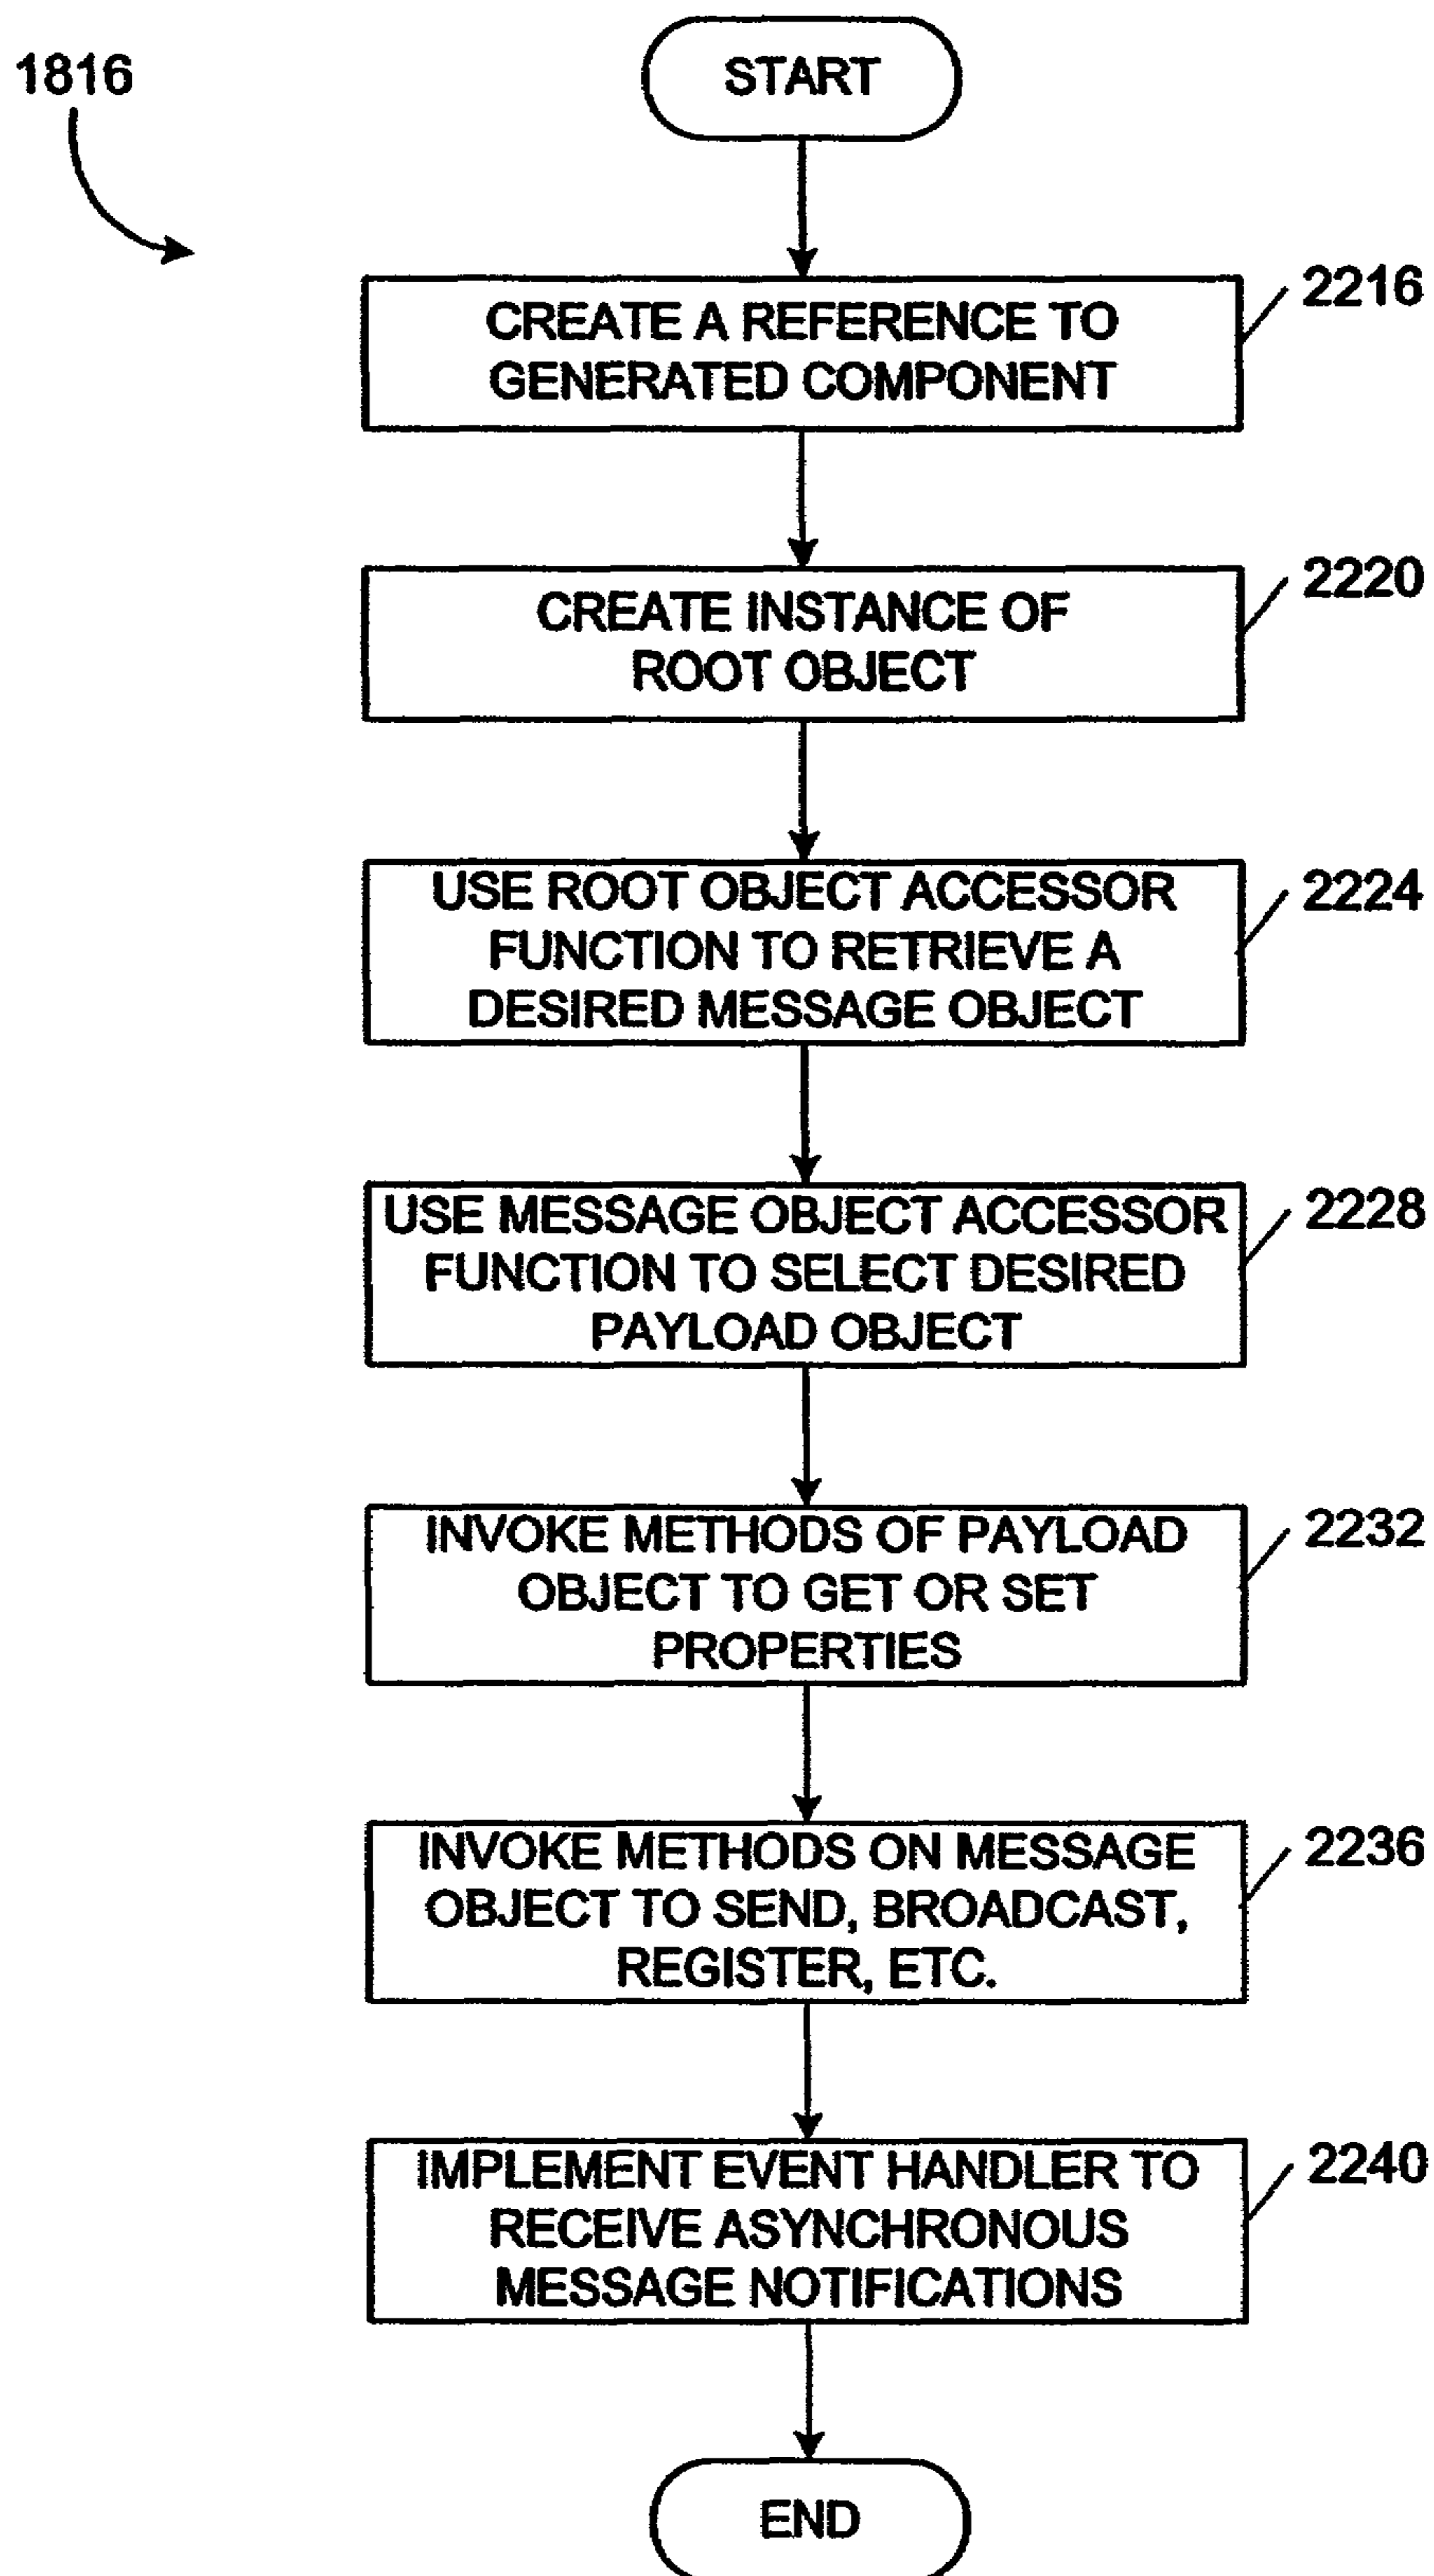 1816
START
CREATE A REFERENCE TO
GENERATED COMPONENT
2216
CREATE INSTANCE OF
ROOT OBJECT
2220
USE ROOT OBJECT ACCESSOR
FUNCTION TO RETRIEVE A
DESIRED MESSAGE OBJECT
2224
USE MESSAGE OBJECT ACCESSOR
FUNCTION TO SELECT DESIRED
PAYLOAD OBJECT
2228
INVOKE METHODS OF PAYLOAD
OBJECT TO GET OR SET
PROPERTIES
2232
INVOKE METHODS ON MESSAGE
OBJECT TO SEND, BROADCAST,
REGISTER, ETC.
2236
IMPLEMENT EVENT HANDLER TO
RECEIVE ASYNCHRONOUS
MESSAGE NOTIFICATIONS
2240
END